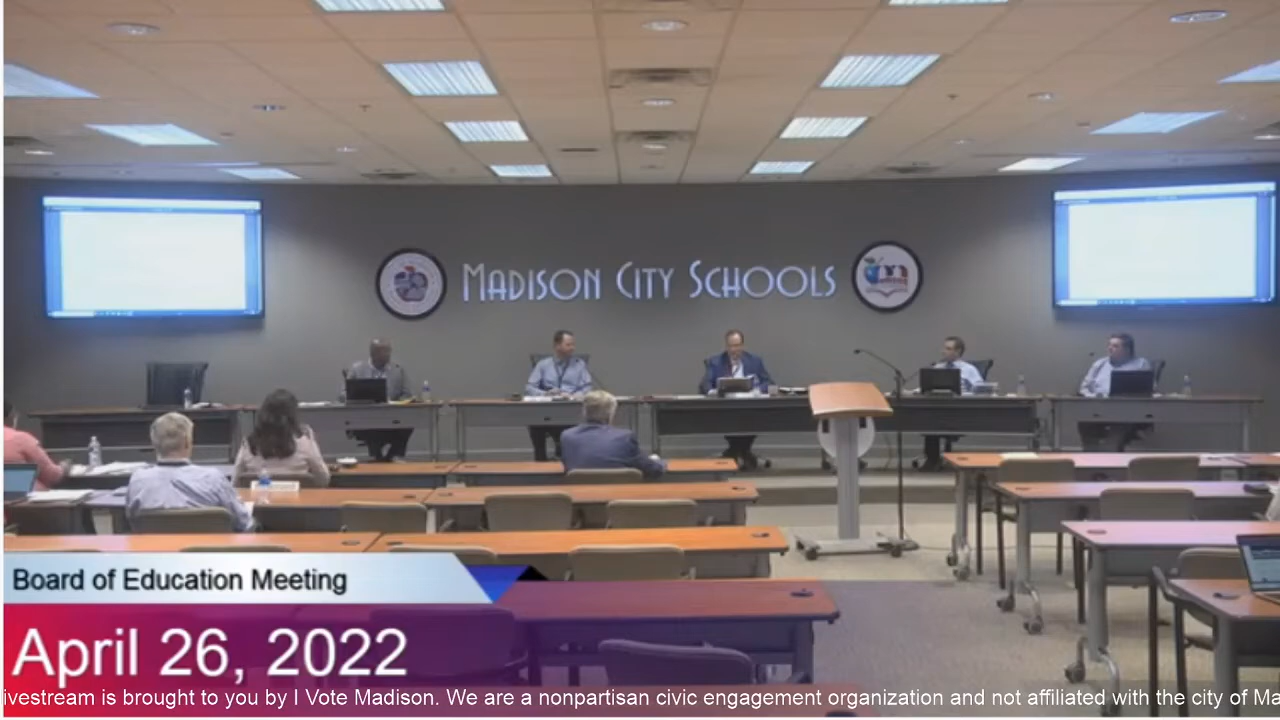 MADISON CITY SCHOOLS
Board of Education Meeting
April 26, 2022
ivestream is brought to you by I Vote Madison. We are a nonpartisan civic engagement organization and not affiliated with the city of Ma